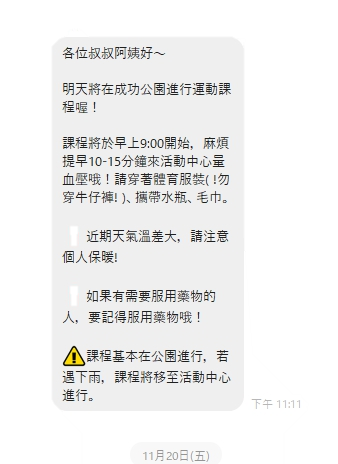 各位叔叔阿姨好～
明天將在成功公園進行運動課
程喔！
課程將於早上9:00開始，麻煩
提早10-15分鐘來活動中心量
血壓哦！請穿著體育服裝( !勿
穿牛仔褲! )、攜帶水瓶、毛巾。
❕近期天氣溫差大，請注意
個人保暖!
❕如果有需要服用藥物的
人，要記得服用藥物哦！
⚠️課程基本在公園進行，若
遇下雨，課程將移至活動中心
進行。
下午 11:11
11月20日(五)